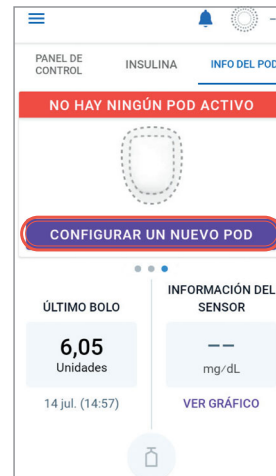 PANEL DE
CONTROL
INSULINA
INFO DEL POD
NO HAY NINGÚN POD ACTIVO
CONFIGURAR UN NUEVO POD
ÚLTIMO BOLO
INFORMACIÓN DEL
SENSOR
6,05
Unidades
--
mg/dL
14 jul. (14:57)
VER GRÁFICO